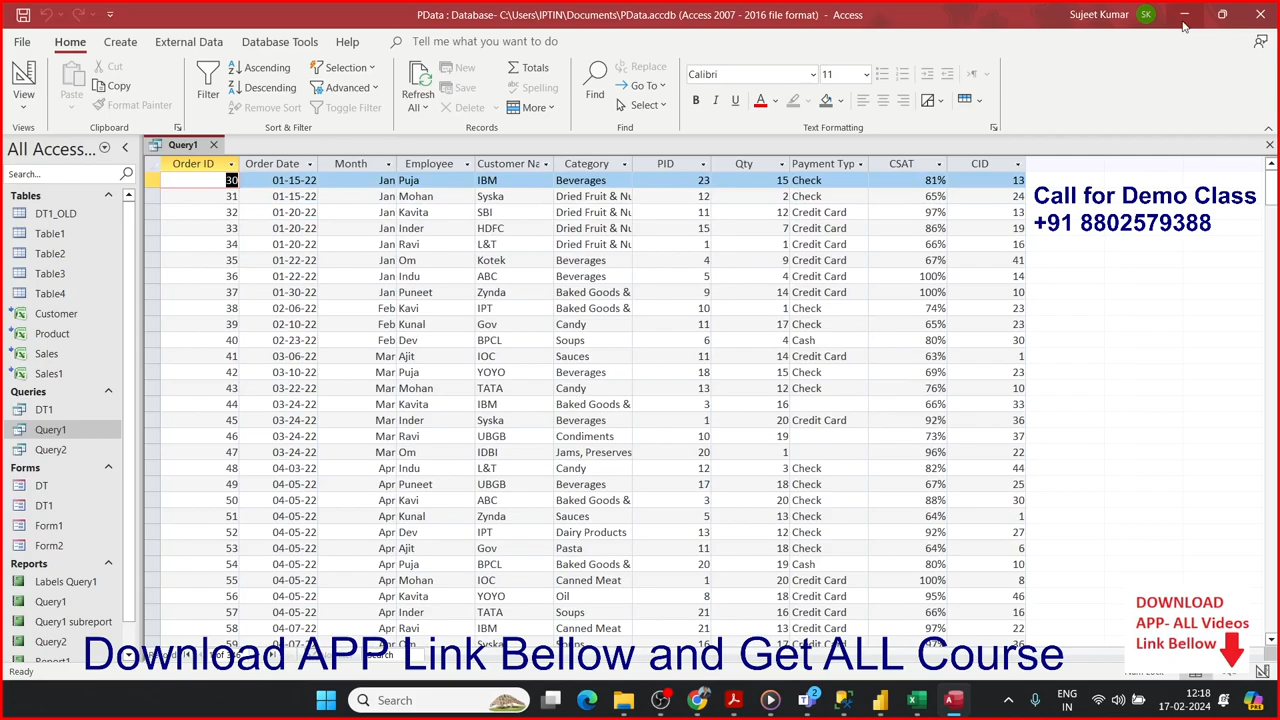 PData : Database- C:\Users\IPTIN\Documents\PData.accdb (Access 2007 - 2016 file format) - Access
Sujeet Kumar SK
File Home Create External Data Database Tools Help Tell me what you want to do
View
Views
Paste
Cut
Copy
Format Painter
Clipboard
Filter
Ascending
Descending
Remove Sort
Selection
Advanced
Toggle Filter
Sort & Filter
Refresh All
New
Save
Delete
Totals
Spelling
More
Records
Find
Replace
Go To
Select
Find
Calibri 11
B I U A
Text Formatting
All Access...
Search...
Tables
DT1_OLD
Table1
Table2
Table3
Table4
Customer
Product
Sales
Sales1
Queries
DT1
Query1
Query2
Forms
DT
DT1
Form1
Form2
Reports
Labels Query1
Query1
Query1 subreport
Query2
Query1
Order ID Order Date Month Employee Customer Na Category PID Qty Payment Typ CSAT CID
30 01-15-22 Jan Puja IBM Beverages 23 15 Check 81% 13
31 01-15-22 Jan Mohan Syska Dried Fruit & Nu 12 2 Check 65% 24
32 01-20-22 Jan Kavita SBI Dried Fruit & Nu 11 12 Credit Card 97% 13
33 01-20-22 Jan Inder HDFC Dried Fruit & Nu 15 7 Credit Card 86% 19
34 01-20-22 Jan Ravi L&T Dried Fruit & Nu 1 1 Credit Card 66% 16
35 01-22-22 Jan Om Kotek Beverages 4 9 Credit Card 67% 41
36 01-22-22 Jan Indu ABC Beverages 5 4 Credit Card 100% 14
37 01-30-22 Jan Puneet Zynda Baked Goods & 9 14 Credit Card 100% 10
38 02-06-22 Feb Kavi IPT Baked Goods & 10 1 Check 74% 23
39 02-10-22 Feb Kunal Gov Candy 11 17 Check 65% 23
40 02-23-22 Feb Dev BPCL Soups 6 4 Cash 80% 30
41 03-06-22 Mar Ajit IOC Sauces 11 14 Credit Card 63% 1
42 03-10-22 Mar Puja YOYO Beverages 18 15 Check 69% 23
43 03-22-22 Mar Mohan TATA Candy 13 12 Check 76% 10
44 03-24-22 Mar Kavita IBM Baked Goods & 3 16 66% 33
45 03-24-22 Mar Inder Syska Beverages 1 20 Credit Card 92% 36
46 03-24-22 Mar Ravi UBGB Condiments 10 19 73% 37
47 03-24-22 Mar Om IDBI Jams, Preserves 20 1 96% 22
48 04-03-22 Apr Indu L&T Candy 12 3 Check 82% 44
49 04-05-22 Apr Puneet UBGB Beverages 17 18 Check 67% 25
50 04-05-22 Apr Kavi ABC Baked Goods & 3 20 Check 88% 30
51 04-05-22 Apr Kunal Zynda Sauces 5 13 Check 64% 1
52 04-05-22 Apr Dev IPT Dairy Products 13 12 Check 92% 27
53 04-05-22 Apr Ajit Gov Pasta 11 18 Check 64% 6
54 04-05-22 Apr Puja BPCL Baked Goods & 20 19 Cash 80% 10
55 04-05-22 Apr Mohan IOC Canned Meat 1 20 Credit Card 100% 8
56 04-05-22 Apr Kavita YOYO Oil 8 18 Credit Card 95% 46
57 04-05-22 Apr Inder TATA Soups 21 16 Credit Card 66% 16
58 04-07-22 Apr Ravi IBM Canned Meat 21 13 Credit Card 97% 22
Call for Demo Class
+91 8802579388
DOWNLOAD
APP- ALL Videos
Link Bellow
Download APP Link Bellow and Get ALL Course
Ready
Search
ENG
IN
12:18
17-02-2024